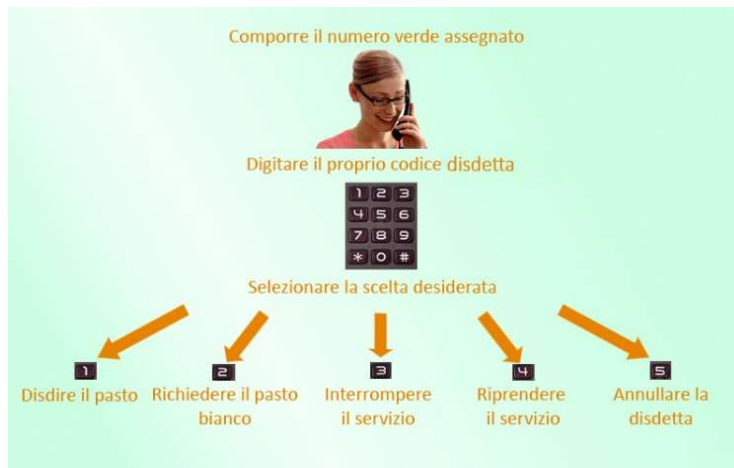 Comporre il numero verde assegnato
Digitare il proprio codice disdetta
1 2 3
4 5 6
7 8 9
* 0 #
Selezionare la scelta desiderata
1 2 3 4 5
Disdire il pasto Richiedere il pasto Interrompere Riprendere Annullare la
bianco il servizio il servizio disdetta